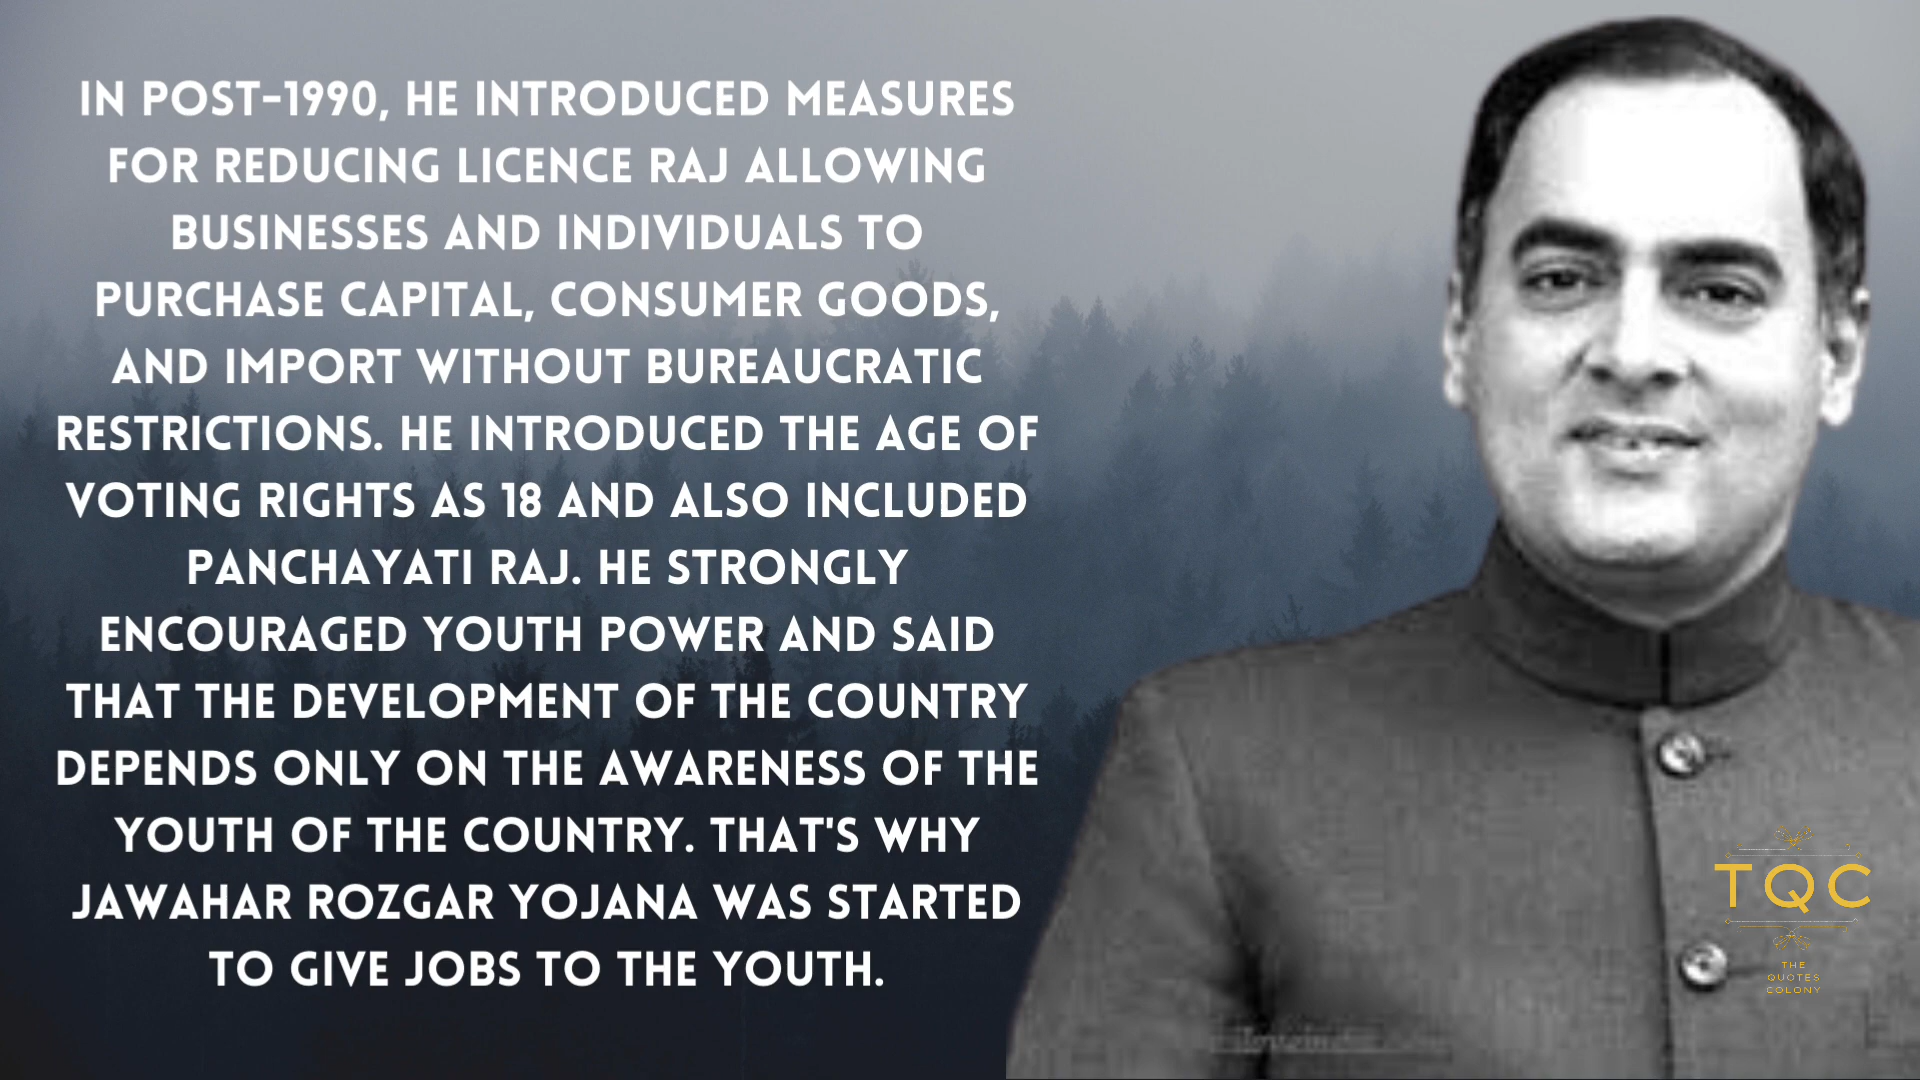 IN POST-1990, HE INTRODUCED MEASURES
FOR REDUCING LICENCE RAJ ALLOWING
BUSINESSES AND INDIVIDUALS TO
PURCHASE CAPITAL, CONSUMER GOODS,
AND IMPORT WITHOUT BUREAUCRATIC
RESTRICTIONS. HE INTRODUCED THE AGE OF
VOTING RIGHTS AS 18 AND ALSO INCLUDED
PANCHAYATI RAJ. HE STRONGLY
ENCOURAGED YOUTH POWER AND SAID
THAT THE DEVELOPMENT OF THE COUNTRY
DEPENDS ONLY ON THE AWARENESS OF THE
YOUTH OF THE COUNTRY. THAT'S WHY
JAWAHAR ROZGAR YOJANA WAS STARTED
TO GIVE JOBS TO THE YOUTH.
TQC
THE
QUOTES
COLONY